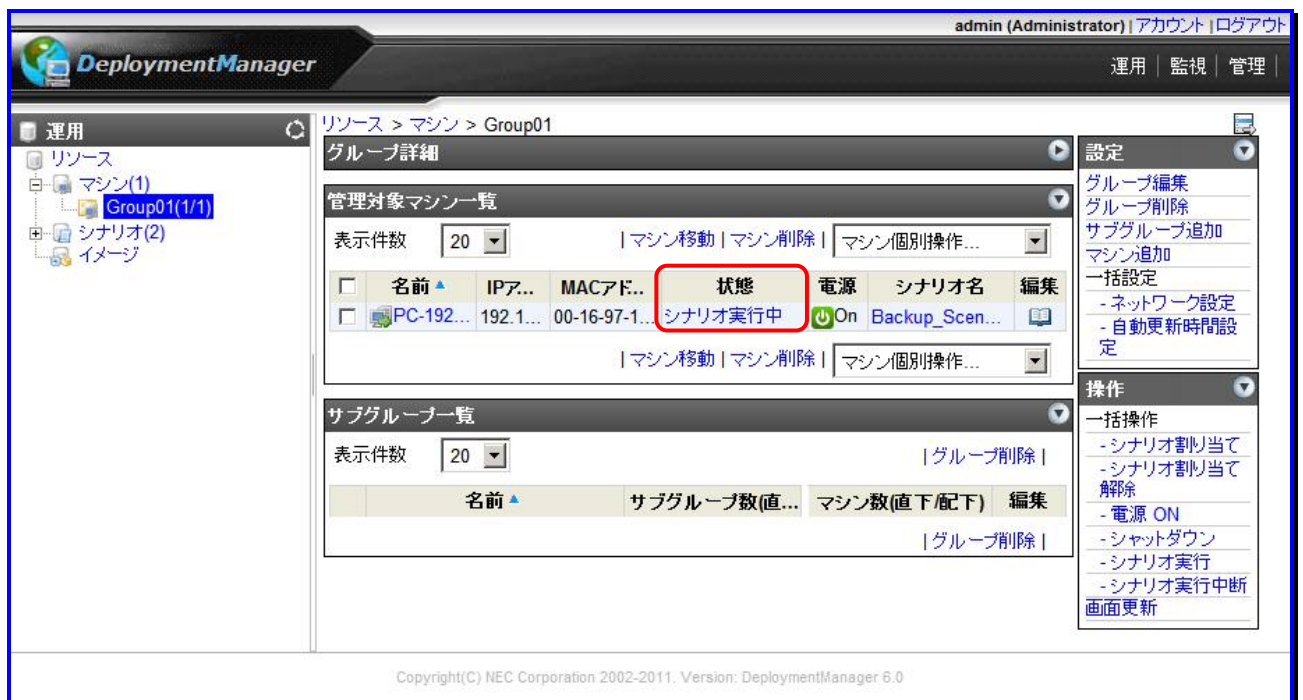 admin (Administrator) | アカウント | ログアウト
DeploymentManager
運用 | 監視 | 管理 |
運用
リソース
マシン(1)
Group01(1/1)
シナリオ(2)
イメージ
リソース > マシン > Group01
グループ詳細
管理対象マシン一覧
表示件数 20 | マシン移動 | マシン削除 | マシン個別操作...
名前 IPア... MACアド... 状態 電源 シナリオ名 編集
PC-192... 192.1... 00-16-97-1... シナリオ実行中 On Backup_Scen...
| マシン移動 | マシン削除 | マシン個別操作...
サブグループ一覧
表示件数 20 | グループ削除 |
名前 サブグループ数(直... マシン数(直下/配下) 編集
| グループ削除 |
設定
グループ編集
グループ削除
サブグループ追加
マシン追加
一括設定
- ネットワーク設定
- 自動更新時間設
定
操作
一括操作
- シナリオ割り当て
- シナリオ割り当て
解除
- 電源 ON
- シャットダウン
- シナリオ実行
- シナリオ実行中断
画面更新
Copyright(C) NEC Corporation 2002-2011. Version: DeploymentManager 6.0